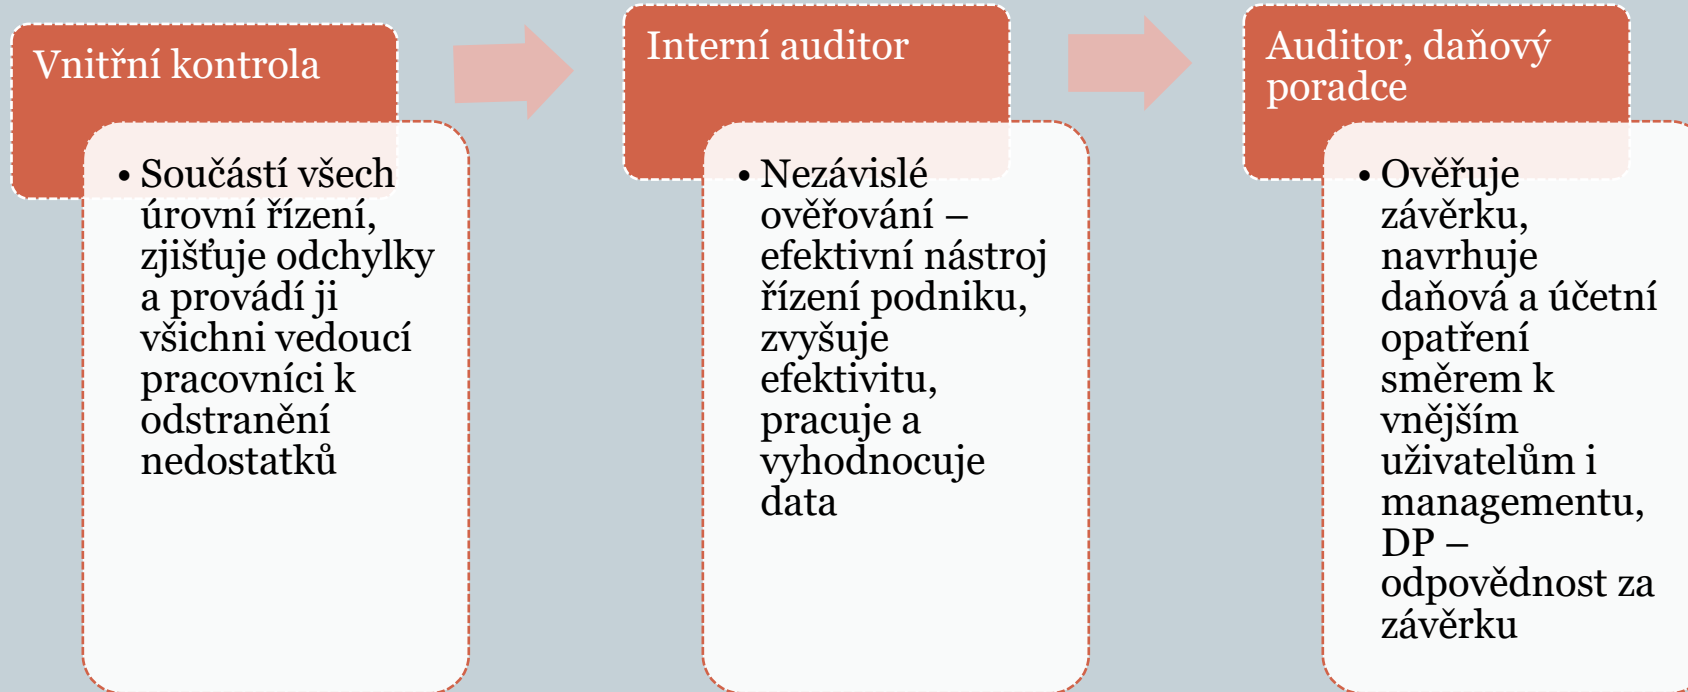 Vnitřní kontrola
• Součástí všech
úrovní řízení,
zjišťuje odchylky
a provádí ji
všichni vedoucí
pracovníci k
odstranění
nedostatků
Interní auditor
• Nezávislé
ověřování –
efektivní nástroj
řízení podniku,
zvyšuje
efektivitu,
pracuje a
vyhodnocuje
data
Auditor, daňový
poradce
• Ověřuje
závěrku,
navrhuje
daňová a účetní
opatření
směrem k
vnějším
uživatelům i
managementu,
DP –
odpovědnost za
závěrku